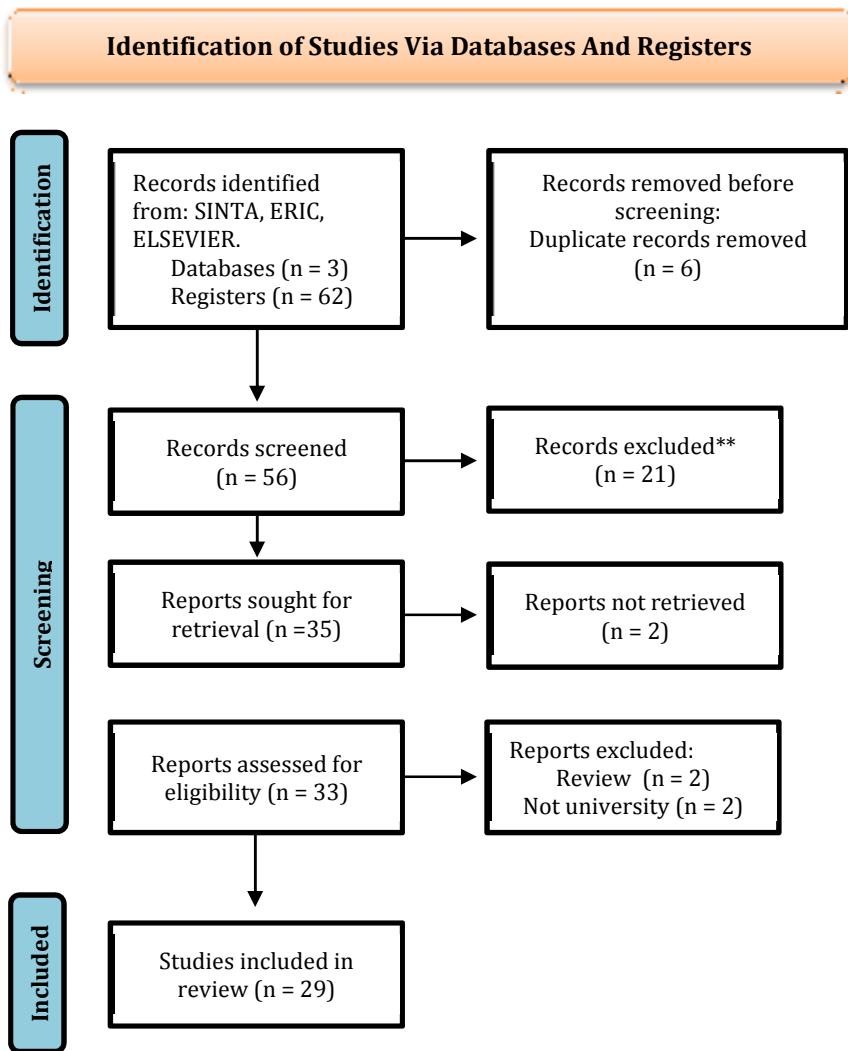 Identification of Studies Via Databases And Registers
Identification
Records identified
from: SINTA, ERIC,
ELSEVIER.
Databases (n = 3)
Registers (n = 62)
Records removed before
screening:
Duplicate records removed
(n = 6)
Screening
Records screened
(n = 56)
Records excluded**
(n = 21)
Reports sought for
retrieval (n =35)
Reports not retrieved
(n = 2)
Reports assessed for
eligibility (n = 33)
Reports excluded:
Review (n = 2)
Not university (n = 2)
Included
Studies included in
review (n = 29)